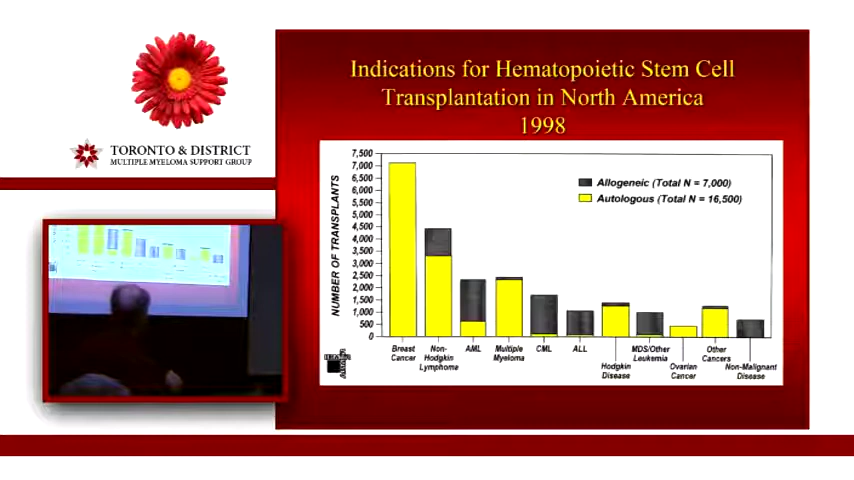 TORONTO & DISTRICT
MULTIPLE MYELOMA SUPPORT GROUP
Indications for Hematopoietic Stem Cell
Transplantation in North America
1998
NUMBER OF TRANSPLANTS
7,500
7,000
6,500
6,000
5,500
5,000
4,500
4,000
3,500
3,000
2,500
2,000
1,500
1,000
500
0
Allogeneic (Total N = 7,000)
Autologous (Total N = 16,500)
Breast
Cancer
Non-
Hodgkin
Lymphoma
AML
Multiple
Myeloma
CML
ALL
Hodgkin
Disease
MDS/Other
Leukemia
Ovarian
Cancer
Other
Cancers
Non-Malignant
Disease